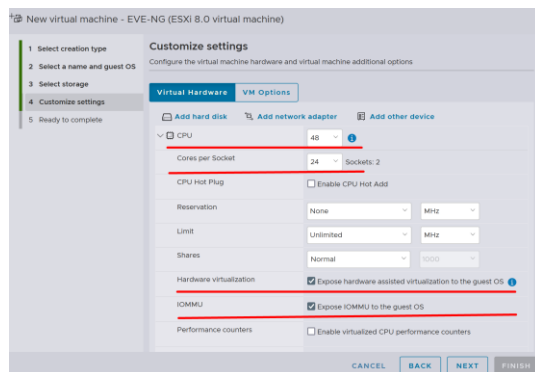 New virtual machine - EVE-NG (ESXi 8.0 virtual machine)
1 Select creation type
2 Select a name and guest OS
3 Select storage
4 Customize settings
5 Ready to complete
Customize settings
Configure the virtual machine hardware and virtual machine additional options
Virtual Hardware VM Options
Add hard disk Add network adapter Add other device
CPU 48
Cores per Socket 24 Sockets: 2
CPU Hot Plug Enable CPU Hot Add
Reservation None MHz
Limit Unlimited MHz
Shares Normal 1000
Hardware virtualization Expose hardware assisted virtualization to the guest OS
IOMMU Expose IOMMU to the guest OS
Performance counters Enable virtualized CPU performance counters
CANCEL BACK NEXT FINISH